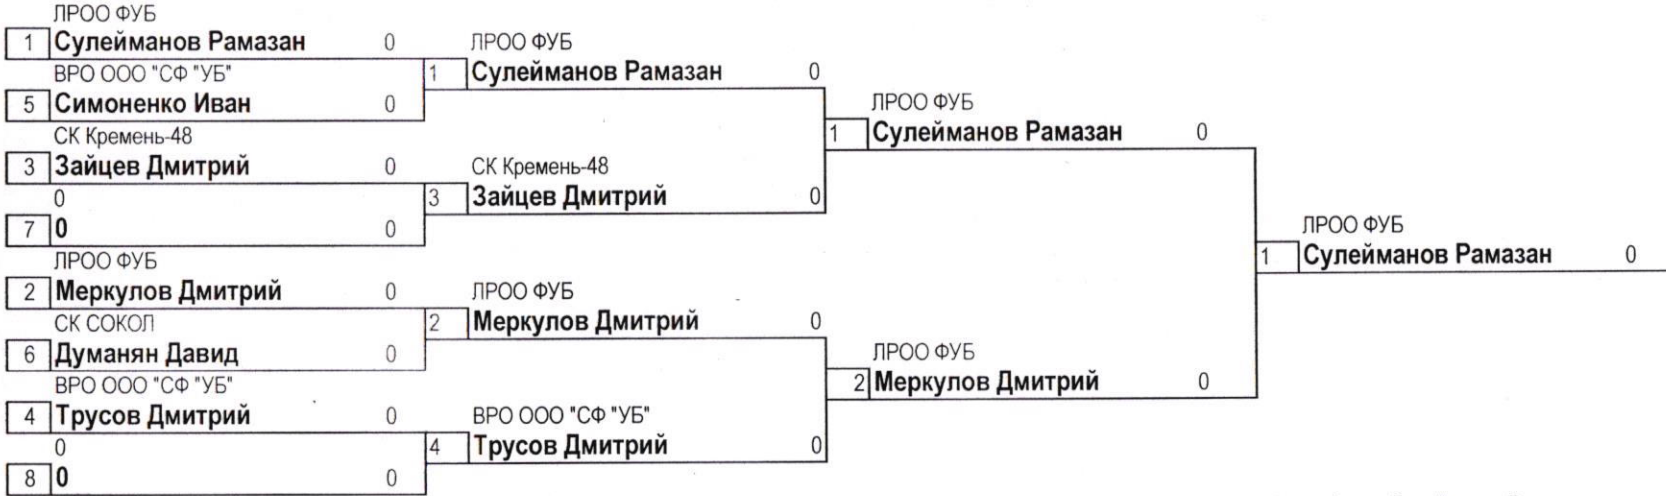 ЛРОО ФУБ
1 Сулейманов Рамазан 0
ВРО ООО "СФ "УБ"
5 Симоненко Иван 0
СК Кремень-48
3 Зайцев Дмитрий 0
0
7 0 0
ЛРОО ФУБ
2 Меркулов Дмитрий 0
СК СОКОЛ
6 Думанян Давид 0
ВРО ООО "СФ "УБ"
4 Трусов Дмитрий 0
0
8 0 0
ЛРОО ФУБ
1 Сулейманов Рамазан 0
СК Кремень-48
3 Зайцев Дмитрий 0
ЛРОО ФУБ
2 Меркулов Дмитрий 0
ВРО ООО "СФ "УБ"
4 Трусов Дмитрий 0
ЛРОО ФУБ
1 Сулейманов Рамазан 0
ЛРОО ФУБ
2 Меркулов Дмитрий 0
ЛРОО ФУБ
1 Сулейманов Рамазан 0